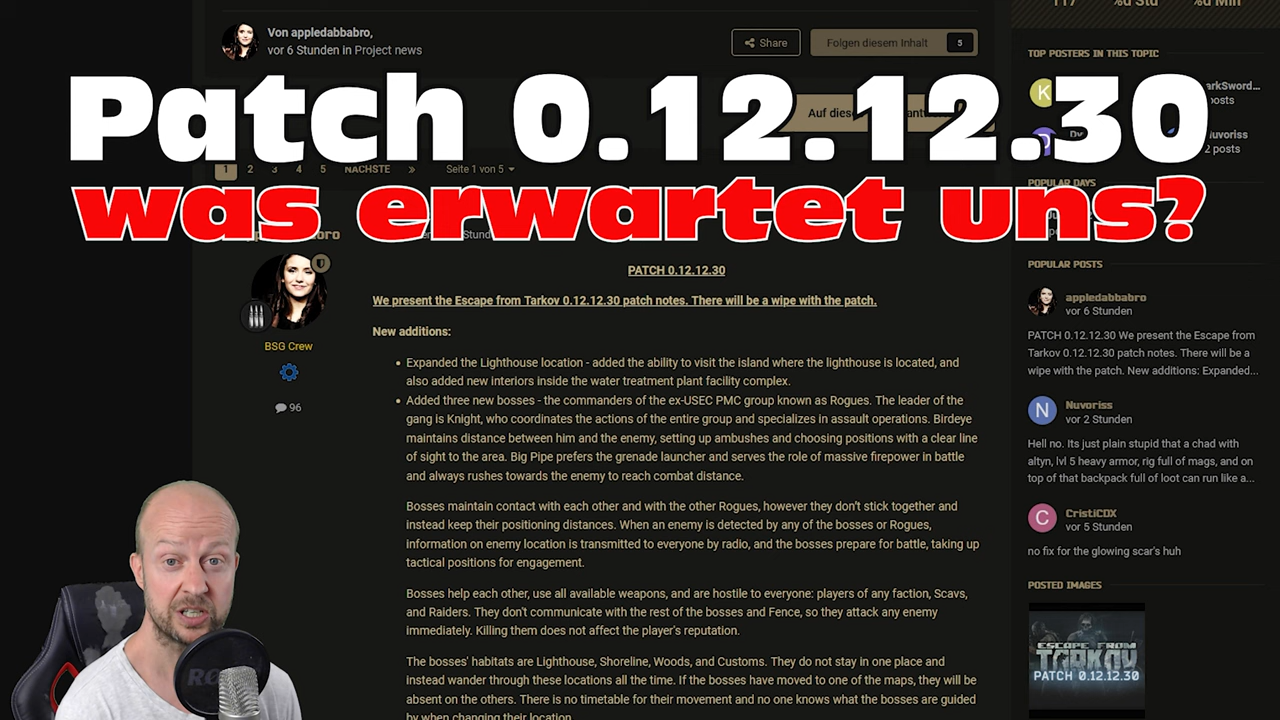 117 %d Std %d Min
Von appledabbabro,
vor 6 Stunden in Project news
Share
Folgen diesem Inhalt 5
TOP POSTERS IN THIS TOPIC
K
posts
Patch 0.12.12.30
Auf
Nuvoriss
2 posts
1 2 3 4 5 NÄCHSTE » Seite 1 von 5
POPULAR DAYS
was erwartet uns?
PATCH 0.12.12.30
We present the Escape from Tarkov 0.12.12.30 patch notes. There will be a wipe with the patch.
New additions:
BSG Crew
96
• Expanded the Lighthouse location - added the ability to visit the island where the lighthouse is located, and
also added new interiors inside the water treatment plant facility complex.
• Added three new bosses - the commanders of the ex-USEC PMC group known as Rogues. The leader of the
gang is Knight, who coordinates the actions of the entire group and specializes in assault operations. Birdeye
maintains distance between him and the enemy, setting up ambushes and choosing positions with a clear line
of sight to the area. Big Pipe prefers the grenade launcher and serves the role of massive firepower in battle
and always rushes towards the enemy to reach combat distance.
Bosses maintain contact with each other and with the other Rogues, however they don't stick together and
instead keep their positioning distances. When an enemy is detected by any of the bosses or Rogues,
information on enemy location is transmitted to everyone by radio, and the bosses prepare for battle, taking up
tactical positions for engagement.
Bosses help each other, use all available weapons, and are hostile to everyone: players of any faction, Scavs,
and Raiders. They don't communicate with the rest of the bosses and Fence, so they attack any enemy
immediately. Killing them does not affect the player's reputation.
The bosses' habitats are Lighthouse, Shoreline, Woods, and Customs. They do not stay in one place and
instead wander through these locations all the time. If the bosses have moved to one of the maps, they will be
absent on the others. There is no timetable for their movement and no one knows what the bosses are guided
by when changing their location.
POPULAR POSTS
appledabbabro
vor 6 Stunden
PATCH 0.12.12.30 We present the Escape from
Tarkov 0.12.12.30 patch notes. There will be a
wipe with the patch. New additions: Expanded...
N
Nuvoriss
vor 2 Stunden
Hell no. Its just plain stupid that a chad with
altyn, lvl 5 heavy armor, rig full of mags, and on
top of that backpack full of loot can run like a...
C
CristiCDX
vor 5 Stunden
no fix for the glowing scar's huh
POSTED IMAGES
ESCAPE FROM
TARKOV
PATCH 0.12.12.30